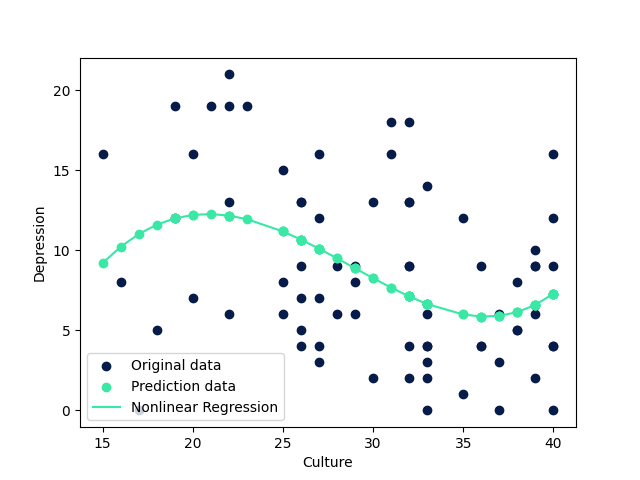 20
15
10
5
0
Depression
Original data
Prediction data
Nonlinear Regression
15 20 25 30 35 40
Culture